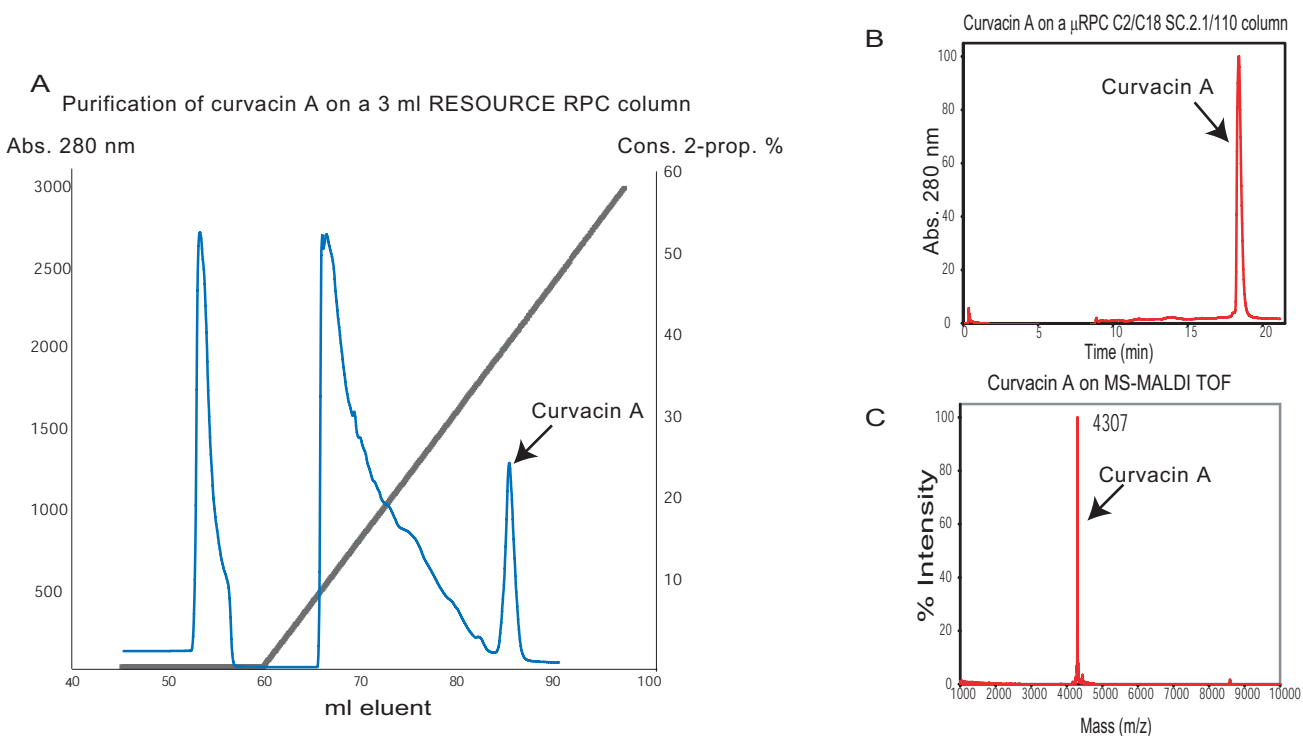 A
Purification of curvacin A on a 3 ml RESOURCE RPC column
Abs. 280 nm
Cons. 2-prop. %
3000
2500
2000
1500
1000
500
60
50
40
30
20
10
Curvacin A
40 50 60 70 80 90 100
ml eluent
B
Curvacin A on a µRPC C2/C18 SC.2.1/110 column
Abs. 280 nm
100
80
60
40
20
0
Curvacin A
0 5 10 15 20
Time (min)
C
Curvacin A on MS-MALDI TOF
% Intensity
100
80
60
40
20
0
4307
Curvacin A
1000 2000 3000 4000 5000 6000 7000 8000 9000 10000
Mass (m/z)